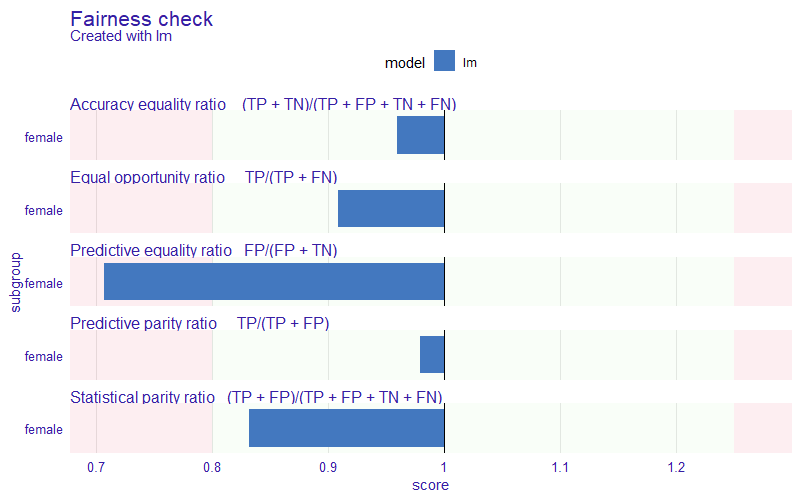 Fairness check
Created with lm
model lm
Accuracy equality ratio (TP + TN)/(TP + FP + TN + FN)
female
Equal opportunity ratio TP/(TP + FN)
female
Predictive equality ratio FP/(FP + TN)
subgroup
female
Predictive parity ratio TP/(TP + FP)
female
Statistical parity ratio (TP + FP)/(TP + FP + TN + FN)
female
0.7 0.8 0.9 1 1.1 1.2
score